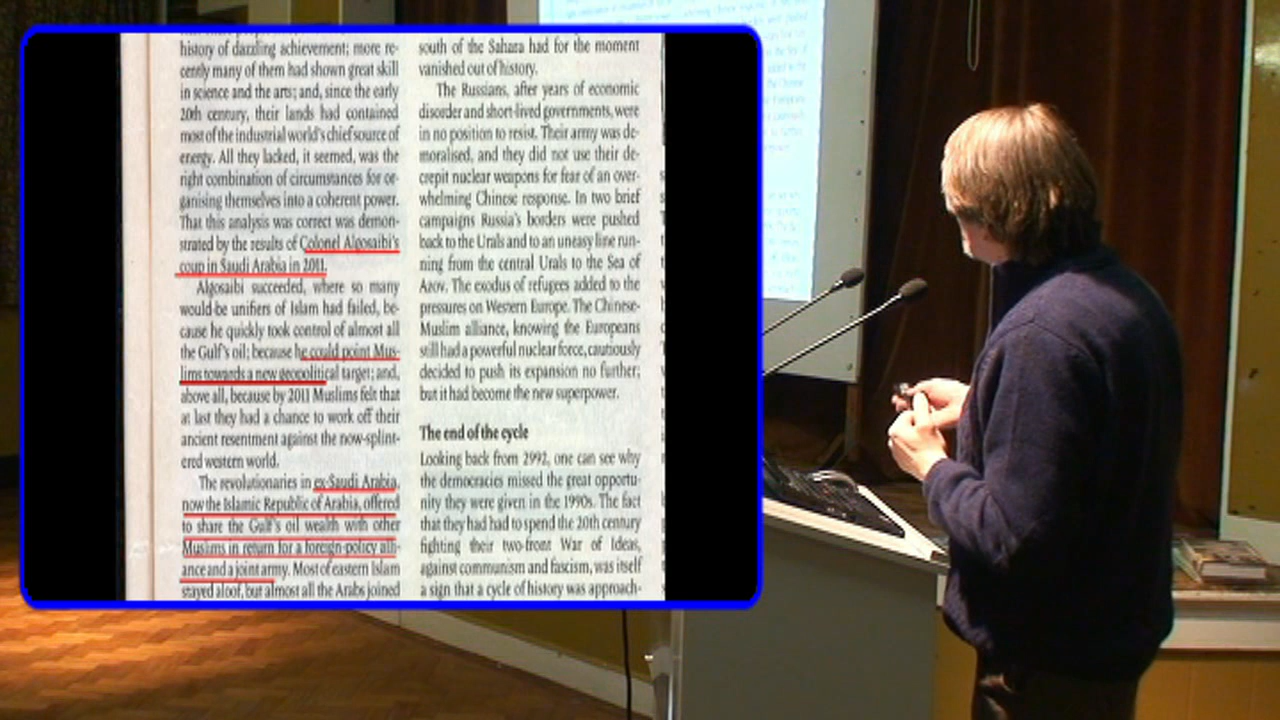 history of dazzling achievement; more re-
cently many of them had shown great skill
in science and the arts; and, since the early
20th century, their lands had contained
most of the industrial world's chief source of
energy. All they lacked, it seemed, was the
right combination of circumstances for or-
ganising themselves into a coherent power.
That this analysis was correct was demon-
strated by the results of Colonel Algosaibi's
coup in Saudi Arabia in 2011.
Algosaibi succeeded, where so many
would-be unifiers of Islam had failed, be-
cause he quickly took control of almost all
the Gulf's oil; because he could point Mus-
lims towards a new geopolitical target; and,
above all, because by 2011 Muslims felt that
at last they had a chance to work off their
ancient resentment against the now-splint-
ered western world.
The revolutionaries in ex-Saudi Arabia,
now the Islamic Republic of Arabia, offered
to share the Gulf's oil wealth with other
Muslims in return for a foreign-policy alli-
ance and a joint army. Most of eastern Islam
stayed aloof, but almost all the Arabs joined
south of the Sahara had for the moment
vanished out of history.
The Russians, after years of economic
disorder and short-lived governments, were
in no position to resist. Their army was de-
moralised, and they did not use their de-
crepit nuclear weapons for fear of an over-
whelming Chinese response. In two brief
campaigns Russia's borders were pushed
back to the Urals and to an uneasy line run-
ning from the central Urals to the Sea of
Azov. The exodus of refugees added to the
pressures on Western Europe. The Chinese-
Muslim alliance, knowing the Europeans
still had a powerful nuclear force, cautiously
decided to push its expansion no further;
but it had become the new superpower.
The end of the cycle
Looking back from 2992, one can see why
the democracies missed the great opportu-
nity they were given in the 1990s. The fact
that they had had to spend the 20th century
fighting their two-front War of Ideas,
against communism and fascism, was itself
a sign that a cycle of history was approach-